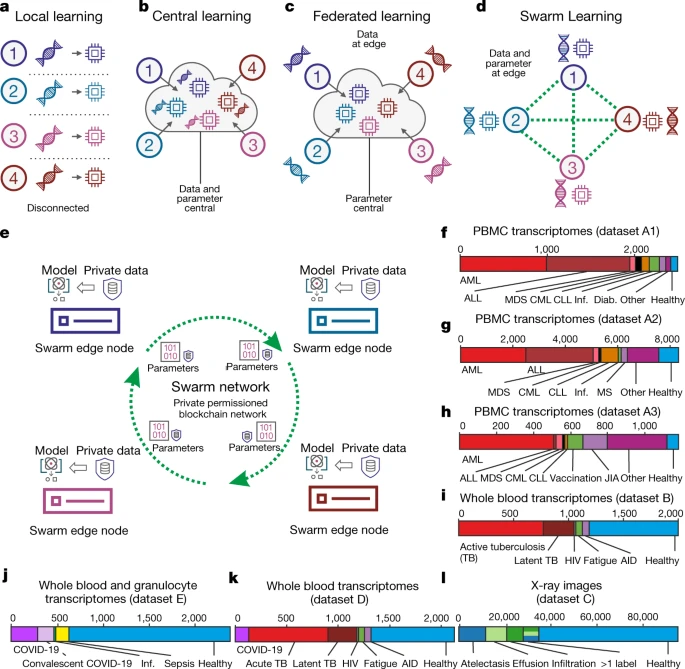 a Local learning
1
2
3
4
Disconnected
b Central learning
1
4
2
3
Data and
parameter
central
c Federated learning
Data
at edge
1
4
2
3
Parameter
central
d Swarm Learning
Data and
parameter
at edge
1
2
4
3
e
Model Private data
Swarm edge node
Model Private data
Swarm edge node
101
010
Parameters
101
010
Parameters
Swarm network
Private permissioned
blockchain network
101
010
Parameters
101
010
Parameters
Model Private data
Swarm edge node
Model Private data
Swarm edge node
f PBMC transcriptomes (dataset A1)
0 1,000 2,000
AML
ALL MDS CML CLL Inf. Diab. Other Healthy
g PBMC transcriptomes (dataset A2)
0 2,000 4,000 6,000 8,000
AML ALL
MDS CML CLL Inf. MS Other Healthy
h PBMC transcriptomes (dataset A3)
0 200 400 600 800 1,000
AML
ALL MDS CML CLL Vaccination JIA Other Healthy
i Whole blood transcriptomes (dataset B)
0 500 1,000 1,500 2,000
Active tuberculosis
(TB) Latent TB HIV Fatigue AID Healthy
j Whole blood and granulocyte
transcriptomes (dataset E)
0 500 1,000 1,500 2,000
COVID-19
Convalescent COVID-19 Inf. Sepsis Healthy
k Whole blood transcriptomes
(dataset D)
0 500 1,000 1,500 2,000
COVID-19
Acute TB Latent TB HIV Fatigue AID Healthy
l X-ray images
(dataset C)
0 20,000 40,000 60,000 80,000
Atelectasis Effusion Infiltration >1 label Healthy